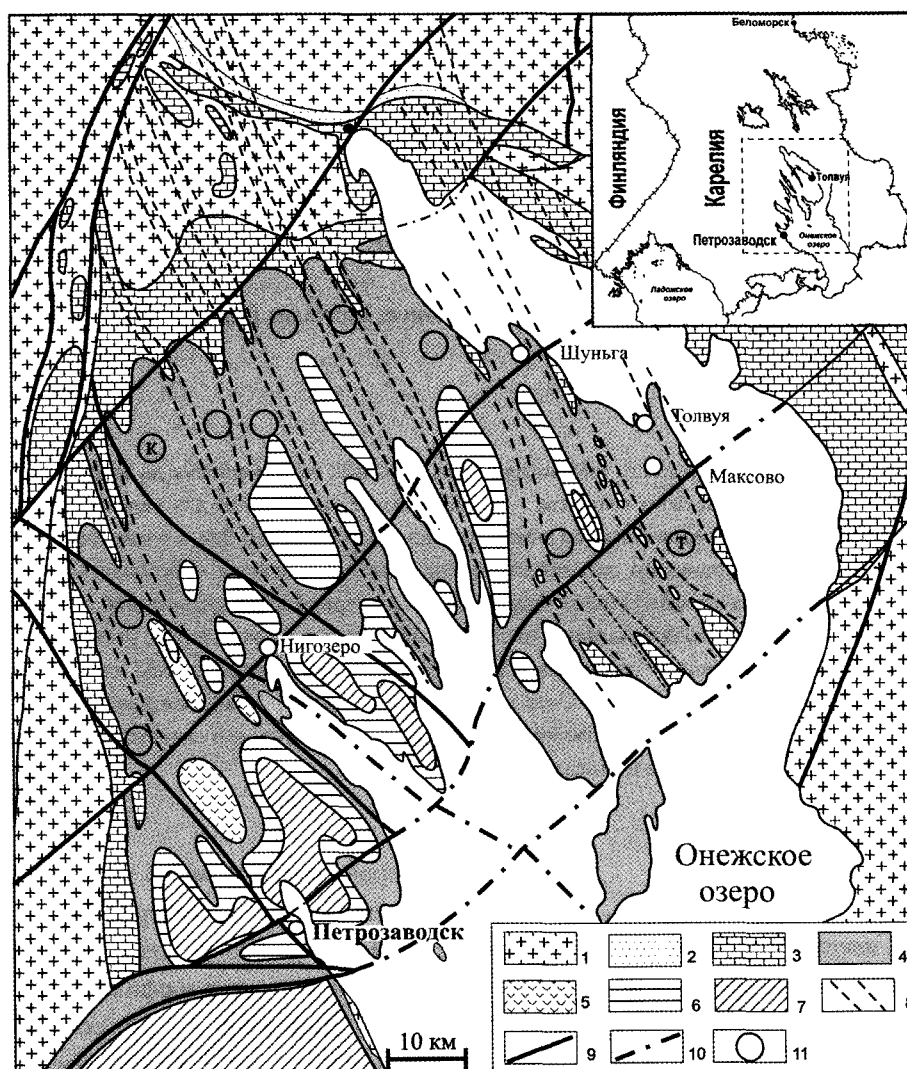 Беломорск
Финляндия
Карелия
Толвуя
Петрозаводск
Онежское
озеро
Ладожское
озеро
Шуньга
Толвуя
Максово
К
Т
Нигозеро
Онежское
озеро
Петрозаводск
10 км
1
2
3
4
5
6
7
9
10
11